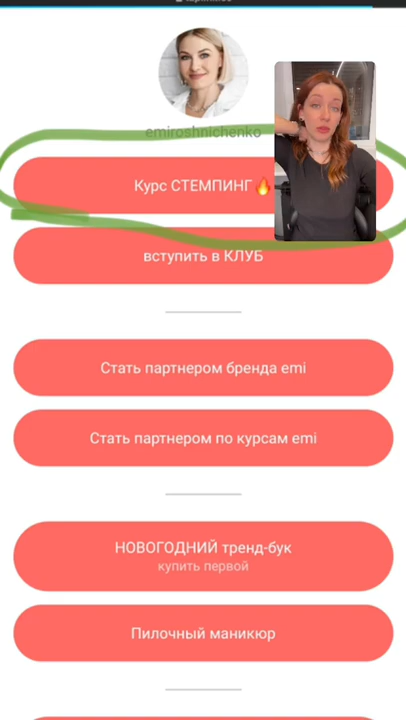 emiroshnichenko
Курс СТЕМПИНГ🔥
вступить в КЛУБ
Стать партнером бренда emi
Стать партнером по курсам emi
НОВОГОДНИЙ тренд-бук
купить первой
Пилочный маникюр